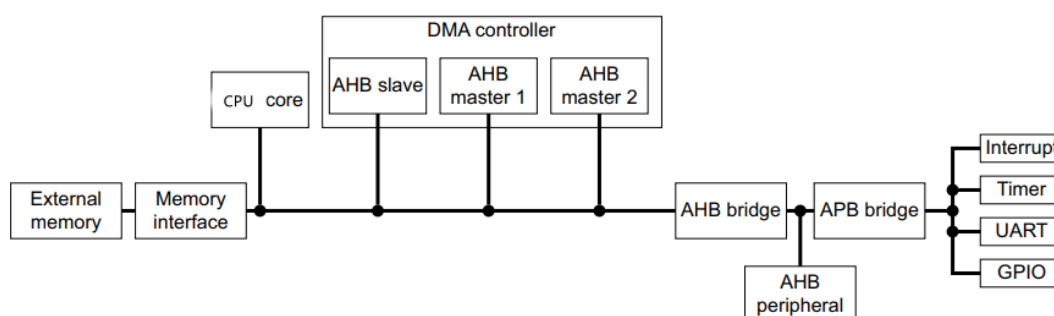 DMA controller
CPU core
AHB slave
AHB
master 1
AHB
master 2
External
memory
Memory
interface
AHB bridge
APB bridge
AHB
peripheral
Interrupt
Timer
UART
GPIO